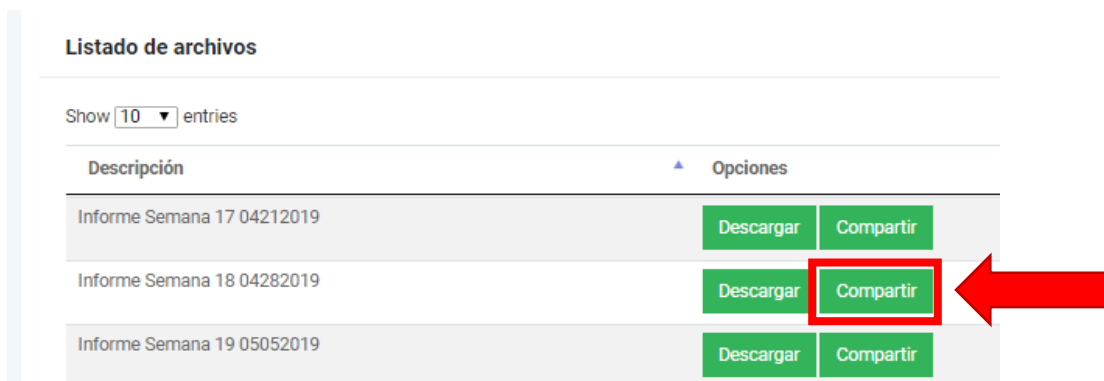 Listado de archivos
Show 10 entries
Descripción Opciones
Informe Semana 17 04212019 Descargar Compartir
Informe Semana 18 04282019 Descargar Compartir
Informe Semana 19 05052019 Descargar Compartir